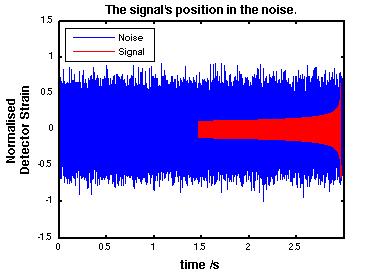 The signal's position in the noise.
Noise
Signal
1.5
1
0.5
0
-0.5
-1
-1.5
Normalised
Detector Strain
0 0.5 1 1.5 2 2.5
time /s